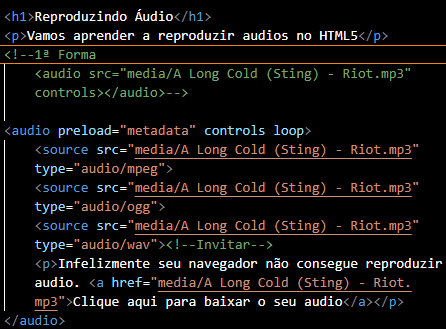 <h1>Reproduzindo Áudio</h1>
<p>Vamos aprender a reproduzir audios no HTML5</p>
<!--1ª Forma
<audio src="media/A Long Cold (Sting) - Riot.mp3"
controls></audio>-->
<audio preload="metadata" controls loop>
<source src="media/A Long Cold (Sting) - Riot.mp3"
type="audio/mpeg">
<source src="media/A Long Cold (Sting) - Riot.mp3"
type="audio/ogg">
<source src="media/A Long Cold (Sting) - Riot.mp3"
type="audio/wav"><!--Invitar-->
<p>Infelizmente seu navegador não consegue reproduzir
audio. <a href="media/A Long Cold (Sting) - Riot.
mp3">Clique aqui para baixar o seu audio</a></p>
</audio>